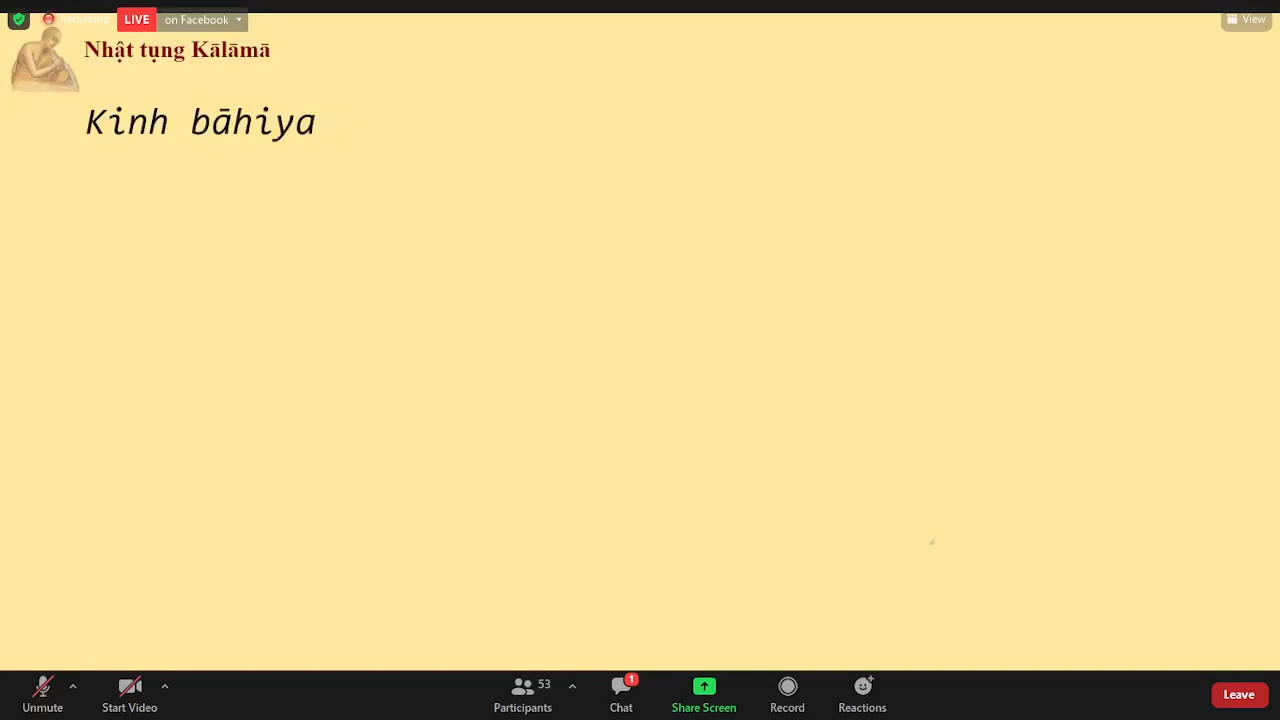 Recording
LIVE on Facebook
View
Nhật tụng Kālāmā
Kinh bāhiya
Unmute
Start Video
53
Participants
1
Chat
Share Screen
Record
Reactions
Leave